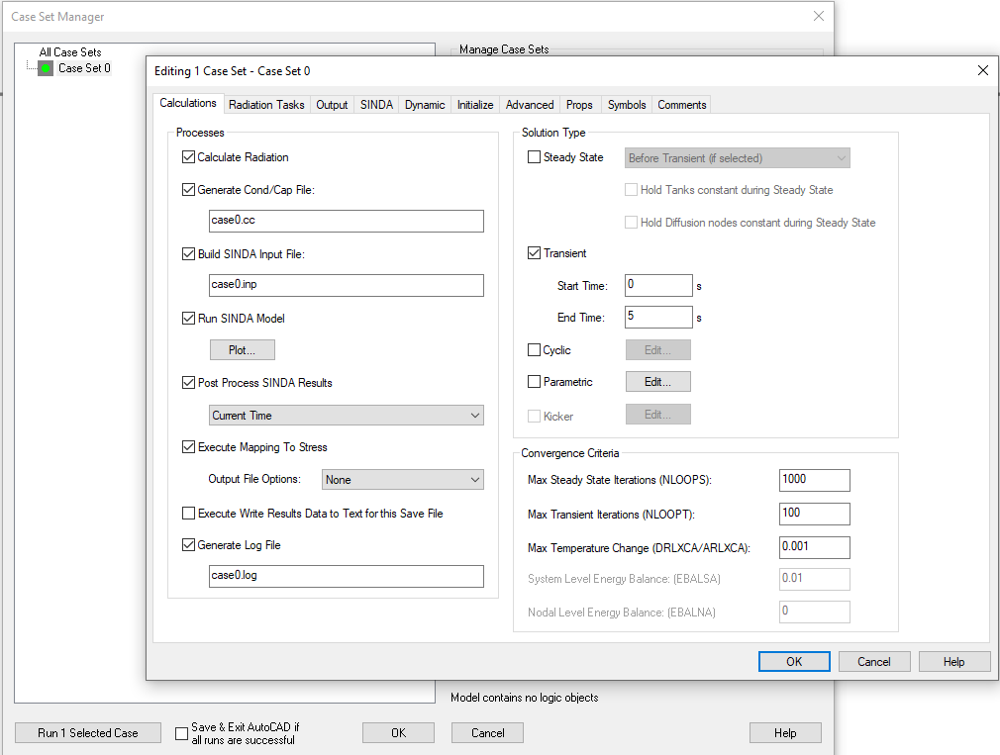 Case Set Manager
All Case Sets
Case Set 0
Manage Case Sets
Editing 1 Case Set - Case Set 0
Calculations Radiation Tasks Output SINDA Dynamic Initialize Advanced Props Symbols Comments
Processes
Calculate Radiation
Generate Cond/Cap File:
case0.cc
Build SINDA Input File:
case0.inp
Run SINDA Model
Plot...
Post Process SINDA Results
Current Time
Execute Mapping To Stress
Output File Options: None
Execute Write Results Data to Text for this Save File
Generate Log File
case0.log
Solution Type
Steady State Before Transient (if selected)
Hold Tanks constant during Steady State
Hold Diffusion nodes constant during Steady State
Transient
Start Time: 0 s
End Time: 5 s
Cyclic Edit...
Parametric Edit...
Kicker Edit...
Convergence Criteria
Max Steady State Iterations (NLOOPS): 1000
Max Transient Iterations (NLOOPT): 100
Max Temperature Change (DRLXCA/ARLXCA): 0.001
System Level Energy Balance: (EBALSA) 0.01
Nodal Level Energy Balance: (EBALNA) 0
OK Cancel Help
Model contains no logic objects
Run 1 Selected Case
Save & Exit AutoCAD if
all runs are successful
OK Cancel Help